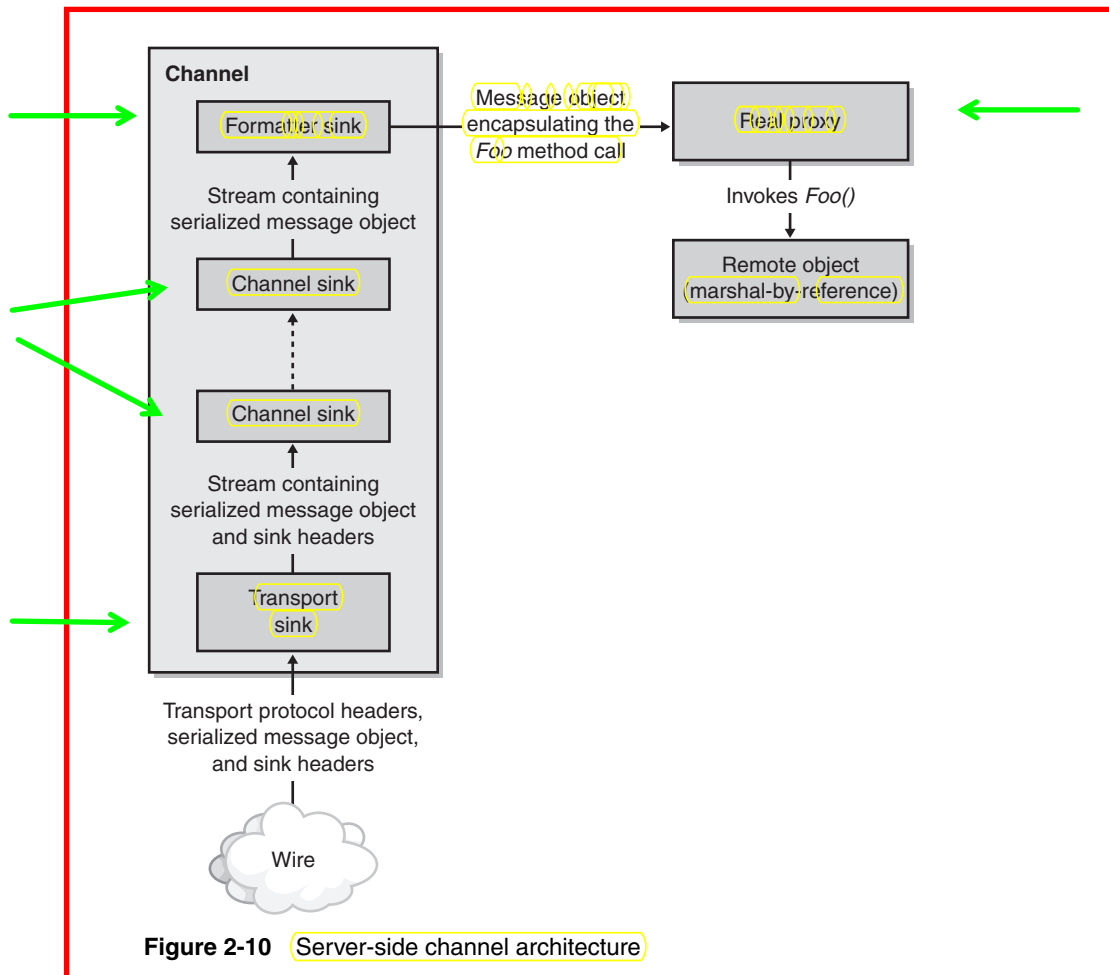 Channel
Formatter sink
Message object
encapsulating the
Foo method call
Real proxy
Stream containing
serialized message object
Invokes Foo()
Channel sink
Remote object
(marshal-by-reference)
Channel sink
Stream containing
serialized message object
and sink headers
Transport
sink
Transport protocol headers,
serialized message object,
and sink headers
Wire
Figure 2-10 Server-side channel architecture